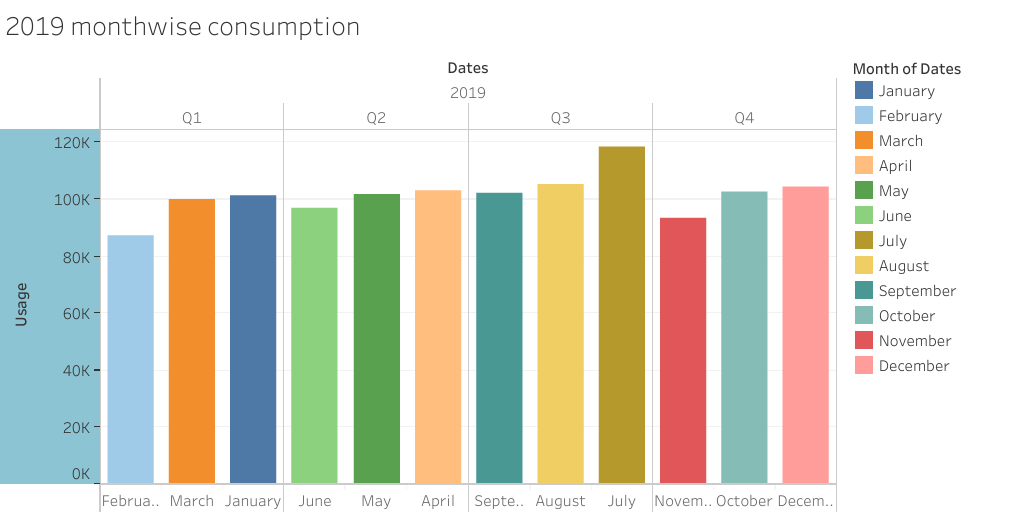 2019 monthwise consumption
Dates
2019
Q1 Q2 Q3 Q4
120K
100K
80K
60K
40K
20K
0K
Usage
Februa.. March January June May April Septe.. August July Novem.. October Decem..
Month of Dates
January
February
March
April
May
June
July
August
September
October
November
December